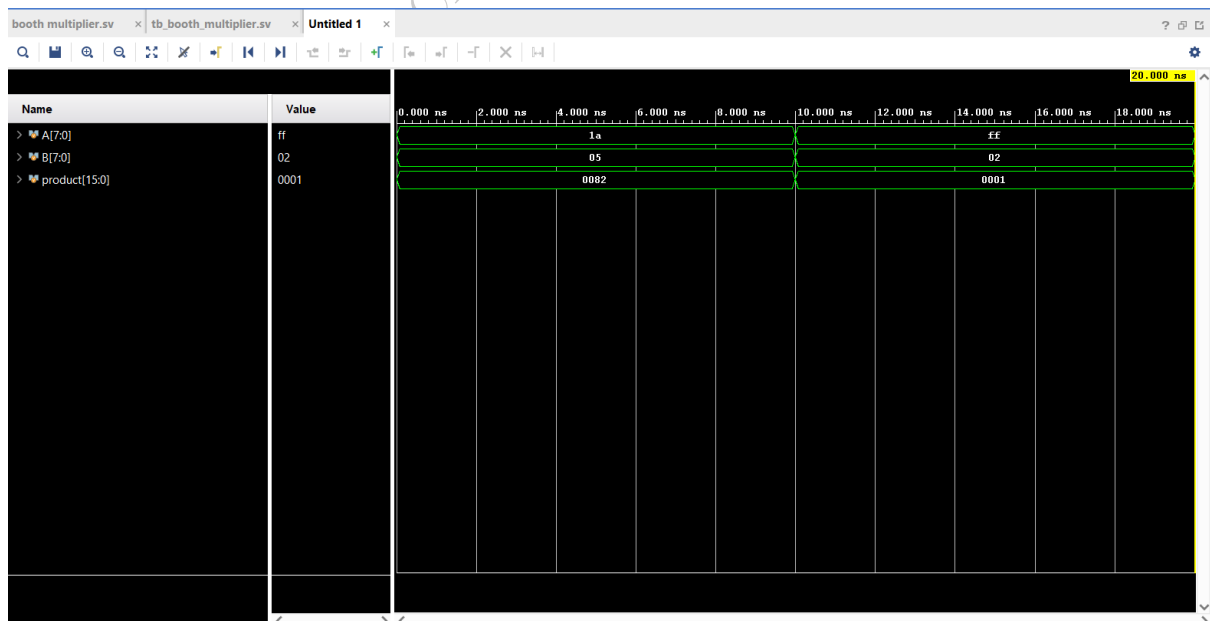 booth multiplier.sv × tb_booth_multiplier.sv × Untitled 1 × ?
20.000 ns
Name Value 0.000 ns 2.000 ns 4.000 ns 6.000 ns 8.000 ns 10.000 ns 12.000 ns 14.000 ns 16.000 ns 18.000 ns
A[7:0] ff 1a ff
B[7:0] 02 05 02
product[15:0] 0001 0082 0001